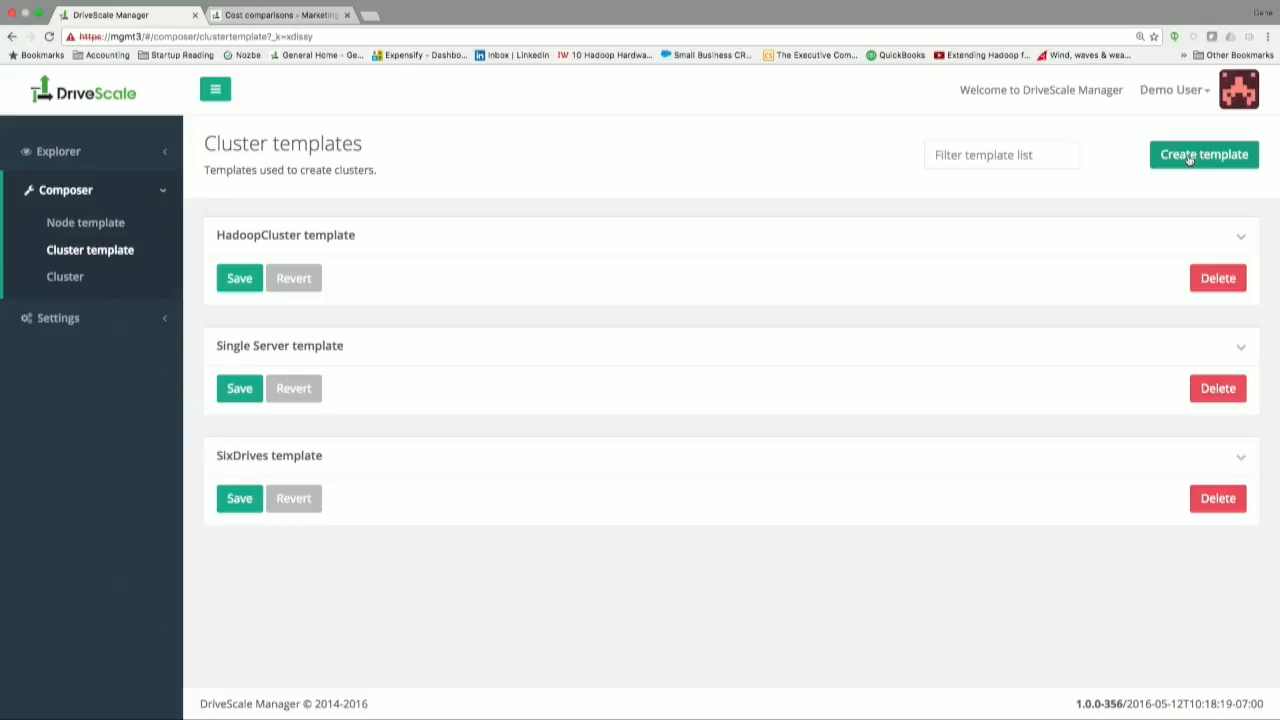 DriveScale Manager
Cost comparisons - Marketing
Gene
https://mgmt3/#/composer/clustertemplate?_k=xdissy
Bookmarks Accounting Startup Reading Nozbe General Home - Ge... Expensify - Dashbo... Inbox | LinkedIn 10 Hadoop Hardwa... Small Business CR... The Executive Com... QuickBooks Extending Hadoop f... Wind, waves & wea... » Other Bookmarks
DriveScale
Welcome to DriveScale Manager
Demo User
Explorer
Composer
Node template
Cluster template
Cluster
Settings
Cluster templates
Templates used to create clusters.
Filter template list
Create template
HadoopCluster template
Save Revert Delete
Single Server template
Save Revert Delete
SixDrives template
Save Revert Delete
DriveScale Manager © 2014-2016
1.0.0-356/2016-05-12T10:18:19-07:00